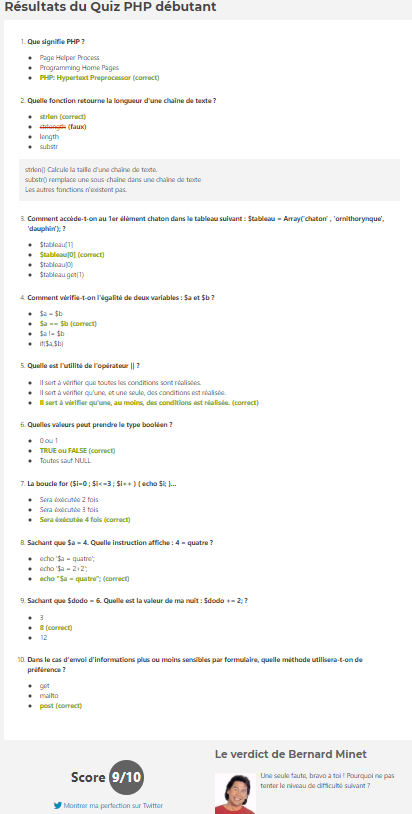 Résultats du Quiz PHP débutant
1. Que signifie PHP ?
Page Helper Process
Programming Home Pages
PHP: Hypertext Preprocessor (correct)
2. Quelle fonction retourne la longueur d'une chaîne de texte ?
strlen (correct)
strlength (faux)
length
substr
strlen() Calcule la taille d'une chaine de texte.
substr() remplace une sous-chaine dans une chaine de texte
Les autres fonctions n'existent pas.
3. Comment accède-t-on au 1er élément chaton dans le tableau suivant : $tableau = Array('chaton' , 'ornithorynque',
'dauphin'); ?
$tableau[1]
$tableau[0] (correct)
$tableau(0)
$tableau.get(1)
4. Comment vérifie-t-on l'égalité de deux variables : $a et $b ?
$a = $b
$a == $b (correct)
$a != $b
if($a,$b)
5. Quelle est l'utilité de l'opérateur || ?
Il sert à vérifier que toutes les conditions sont réalisées.
Il sert à vérifier qu'une, et une seule, des conditions est réalisée.
Il sert à vérifier qu'une, au moins, des conditions est réalisée. (correct)
6. Quelles valeurs peut prendre le type booléen ?
0 ou 1
TRUE ou FALSE (correct)
Toutes sauf NULL
7. La boucle for ($i=0 ; $i<=3 ; $i++ ) { echo $i; }...
Sera éxécutée 2 fois
Sera éxécutée 3 fois
Sera éxécutée 4 fois (correct)
8. Sachant que $a = 4. Quelle instruction affiche : 4 = quatre ?
echo '$a = quatre';
echo '$a = 2+2';
echo "$a = quatre"; (correct)
9. Sachant que $dodo = 6. Quelle est la valeur de ma nuit : $dodo += 2; ?
3
8 (correct)
12
10. Dans le cas d'envoi d'informations plus ou moins sensibles par formulaire, quelle méthode utilisera-t-on de
préférence ?
get
mailto
post (correct)
Score 9/10
Montrer ma perfection sur Twitter
Le verdict de Bernard Minet
Une seule faute, bravo à toi ! Pourquoi ne pas
tenter le niveau de difficulté suivant ?